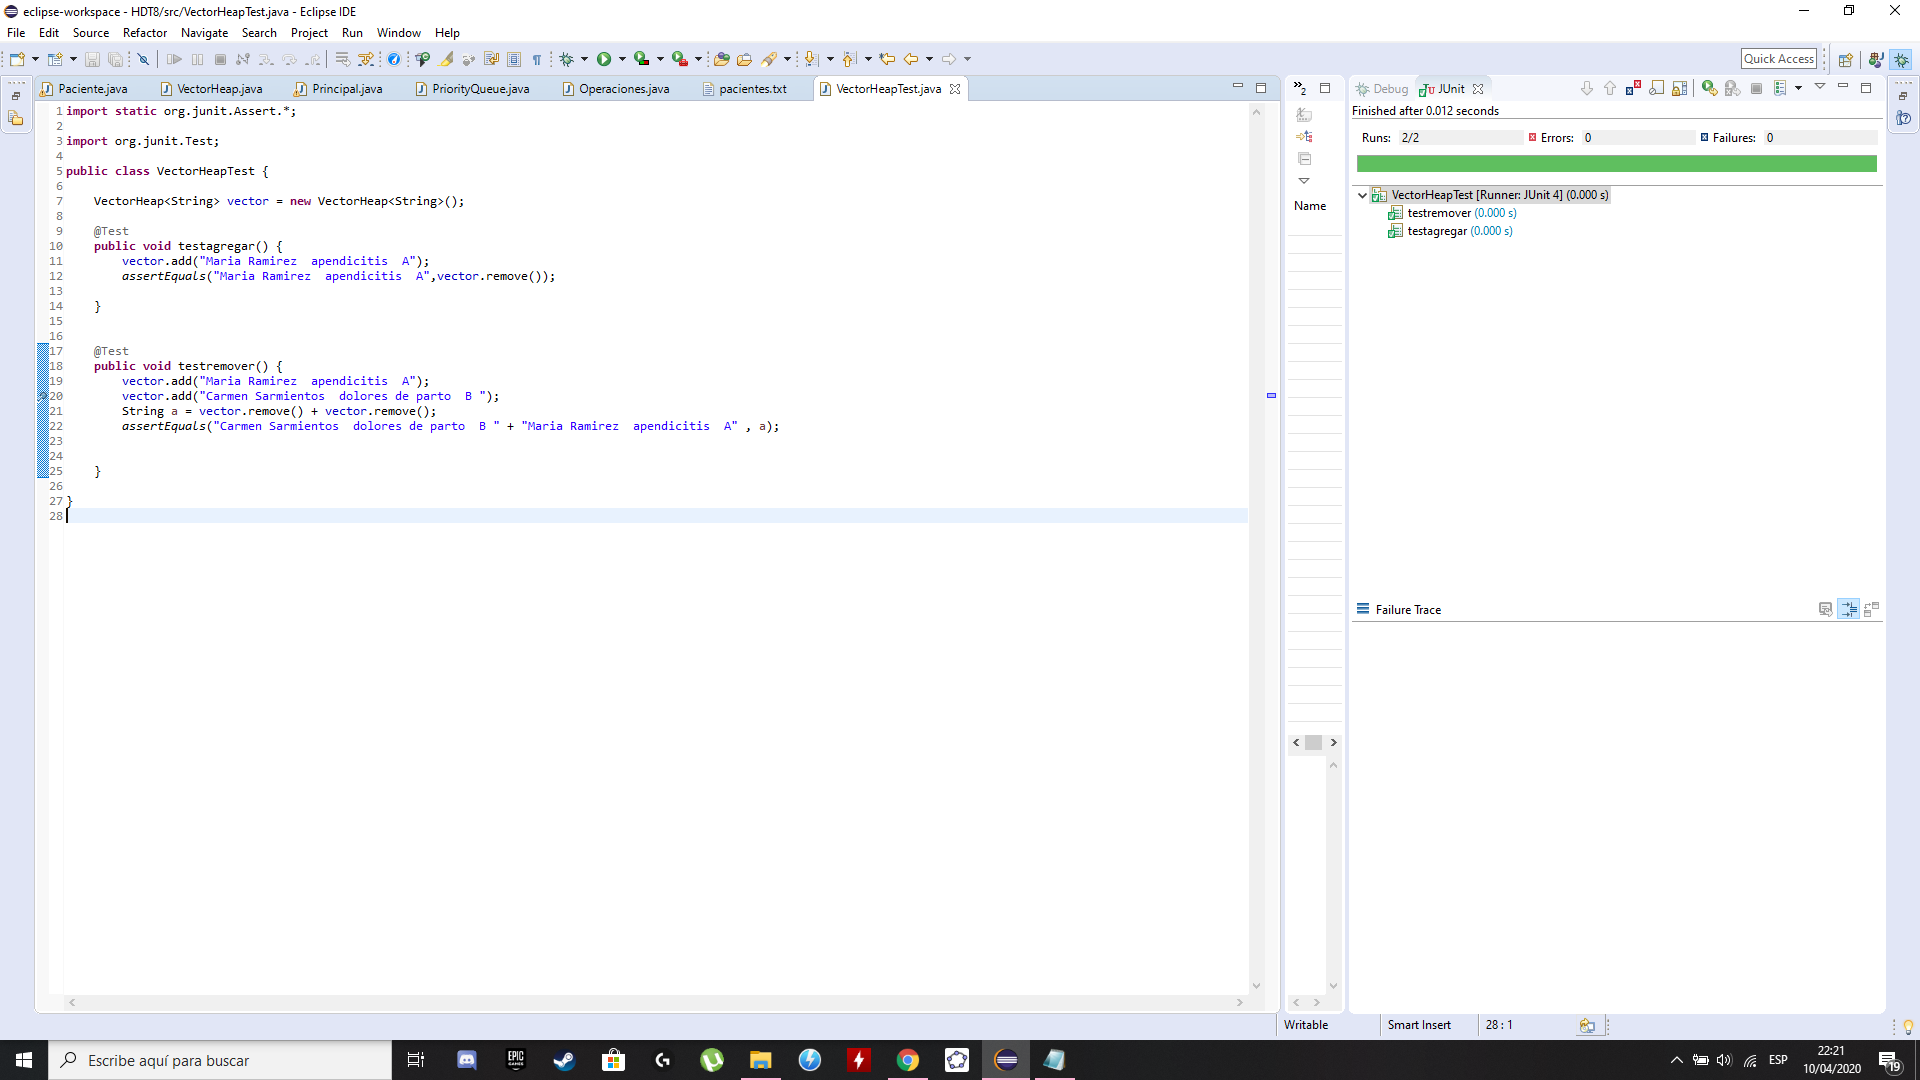 eclipse-workspace - HDT8/src/VectorHeapTest.java - Eclipse IDE
File Edit Source Refactor Navigate Search Project Run Window Help
Quick Access
Paciente.java VectorHeap.java Principal.java PriorityQueue.java Operaciones.java pacientes.txt VectorHeapTest.java
1 import static org.junit.Assert.*;
2
3 import org.junit.Test;
4
5 public class VectorHeapTest {
6
7 VectorHeap<String> vector = new VectorHeap<String>();
8
9 @Test
10 public void testagregar() {
11 vector.add("Maria Ramirez  apendicitis  A");
12 assertEquals("Maria Ramirez  apendicitis  A",vector.remove());
13
14 }
15
16
17 @Test
18 public void testremover() {
19 vector.add("Maria Ramirez  apendicitis  A");
20 vector.add("Carmen Sarmientos  dolores de parto  B ");
21 String a = vector.remove() + vector.remove();
22 assertEquals("Carmen Sarmientos  dolores de parto  B " + "Maria Ramirez  apendicitis  A" , a);
23
24
25 }
26
27 }
28
2
Name
Debug JUnit
Finished after 0.012 seconds
Runs: 2/2 Errors: 0 Failures: 0
VectorHeapTest [Runner: JUnit 4] (0.000 s)
testremover (0.000 s)
testagregar (0.000 s)
Failure Trace
Writable Smart Insert 28 : 1
Escribe aquí para buscar
EPIC GAMES
ESP
22:21
10/04/2020
19